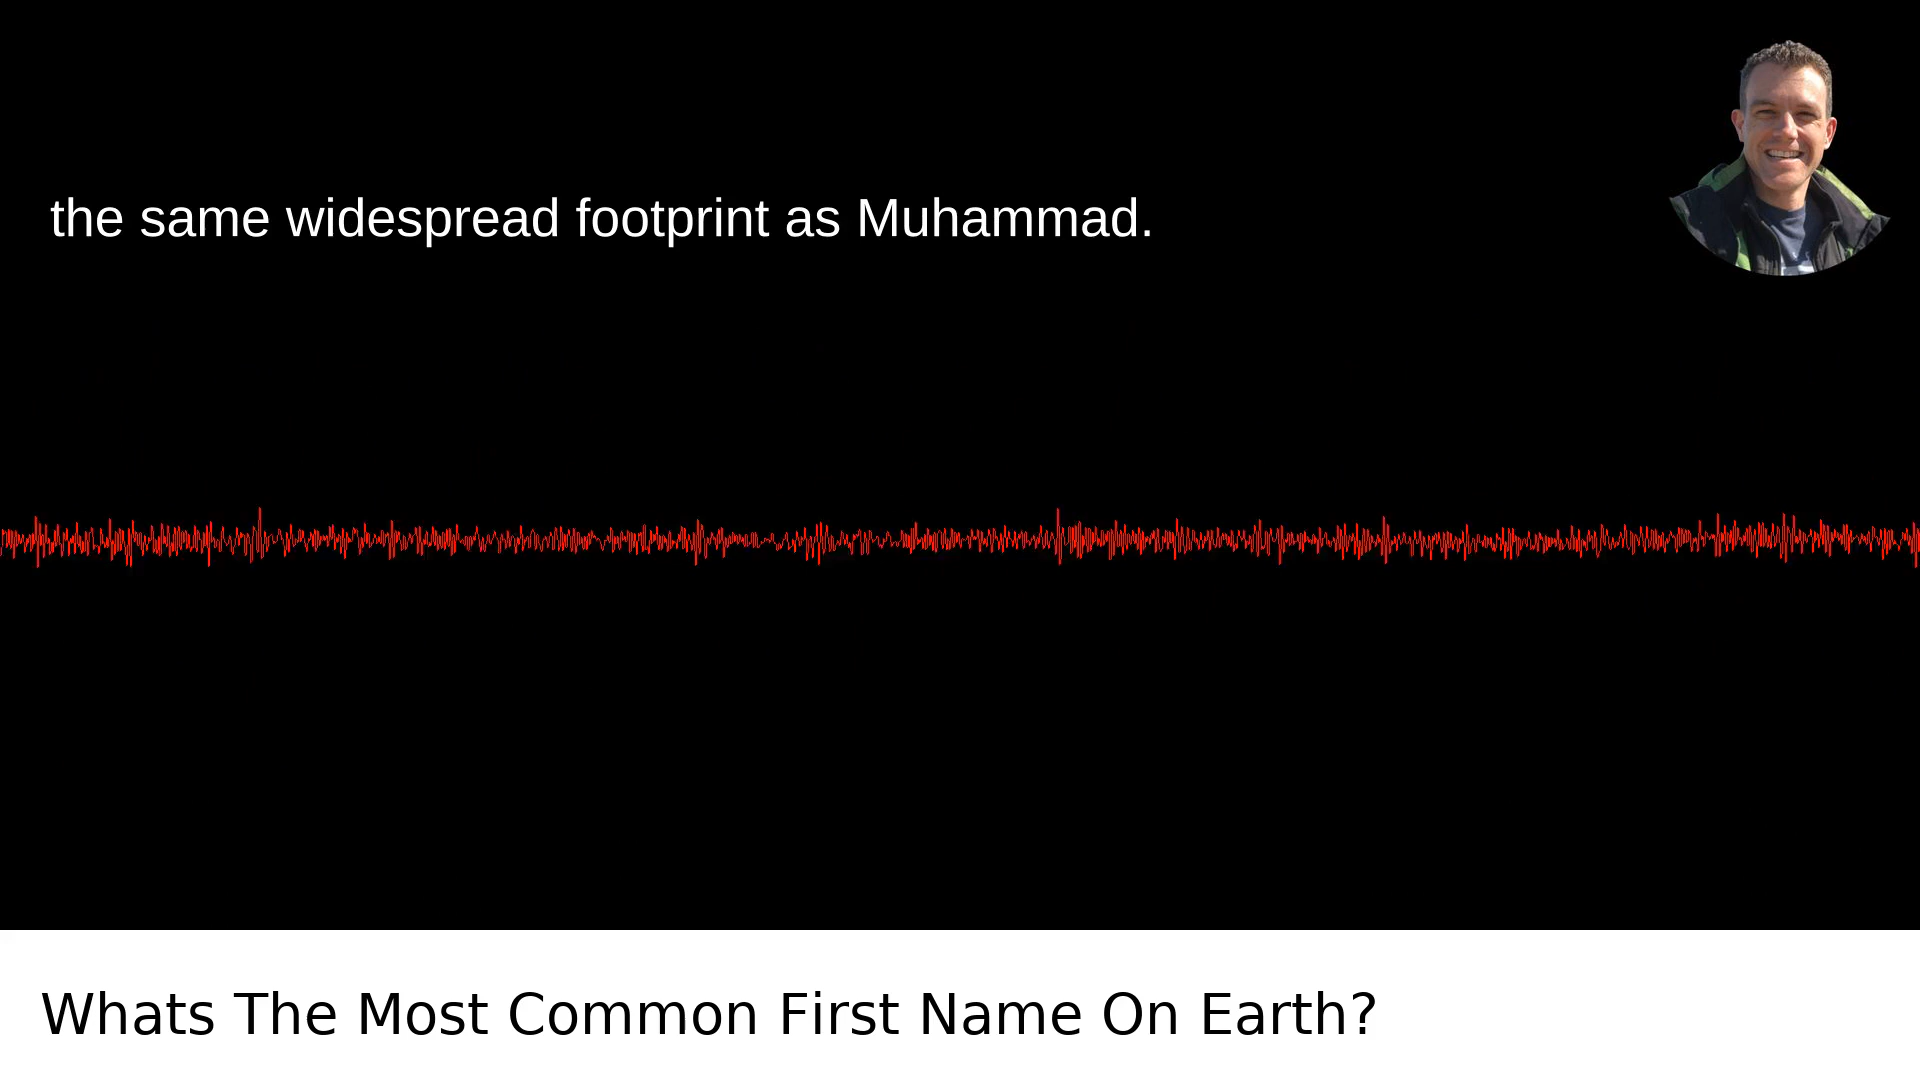 the same widespread footprint as Muhammad.
Whats The Most Common First Name On Earth?